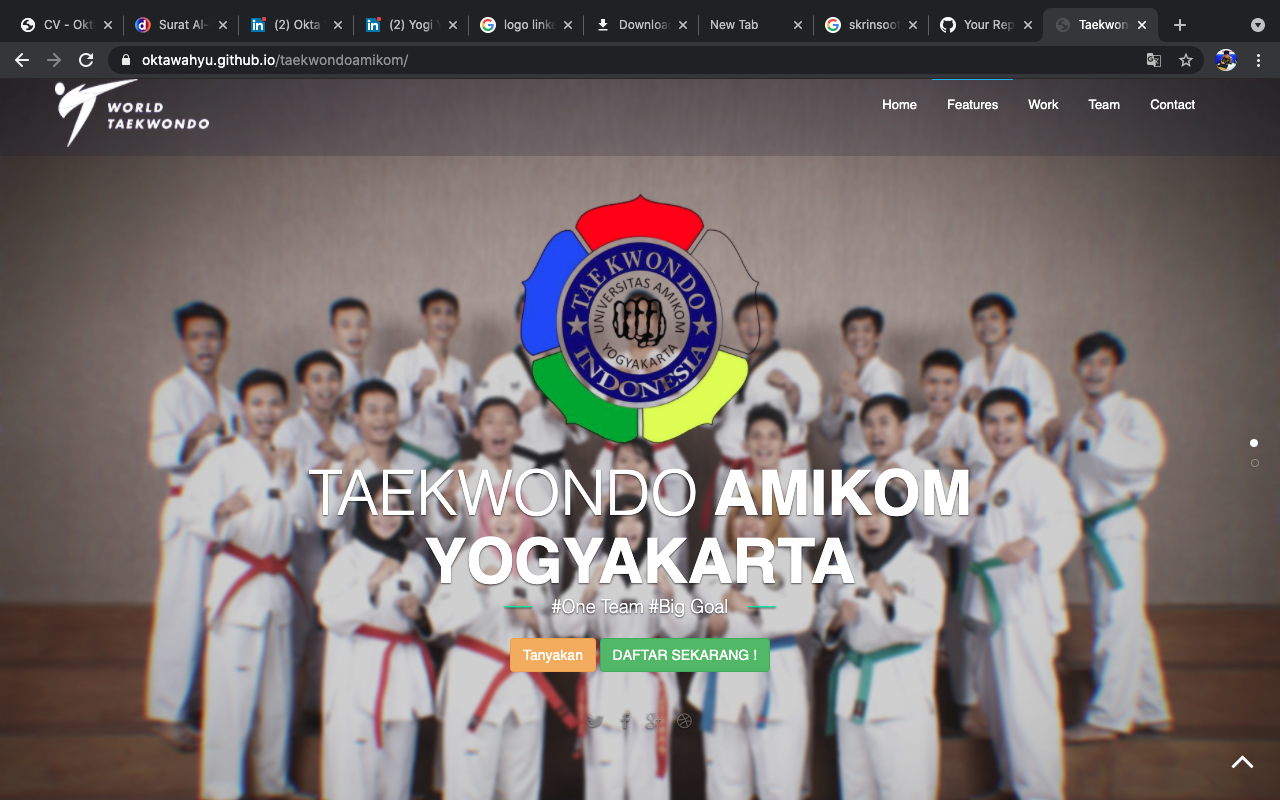 CV - Okt
Surat Al-
(2) Okta
(2) Yogi
logo link
Downloa
New Tab
skrinsoot
Your Rep
Taekwon
oktawahyu.github.io/taekwondoamikom/
WORLD
TAEKWONDO
Home
Features
Work
Team
Contact
TAEKWONDO
UNIVERSITAS AMIKOM
YOGYAKARTA
INDONESIA
TAEKWONDO AMIKOM
YOGYAKARTA
#One Team #Big Goal
Tanyakan
DAFTAR SEKARANG !